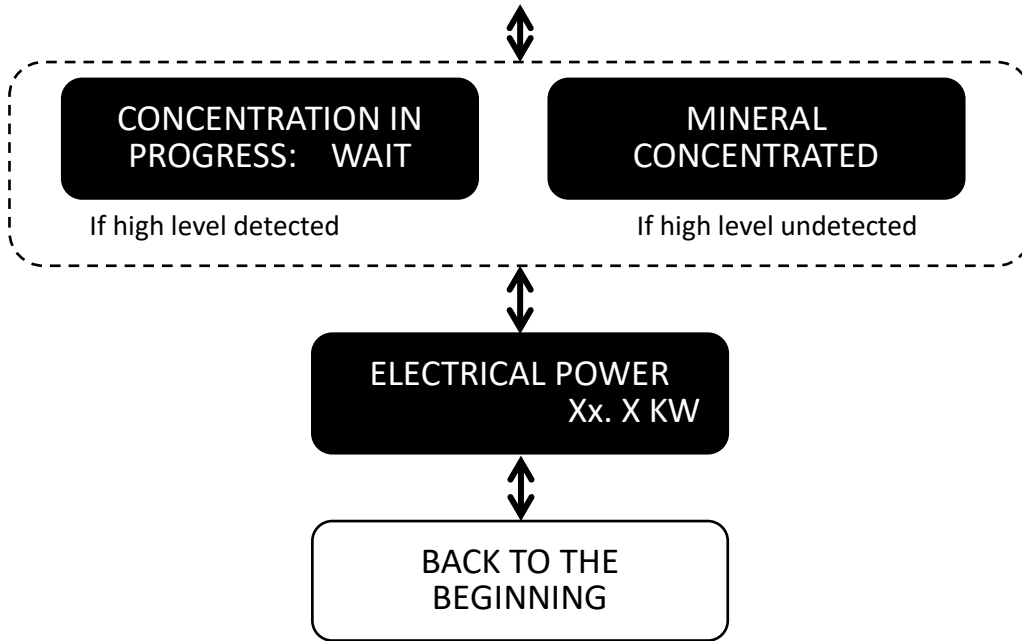 CONCENTRATION IN
PROGRESS: WAIT
If high level detected
MINERAL
CONCENTRATED
If high level undetected
ELECTRICAL POWER
Xx. X KW
BACK TO THE
BEGINNING